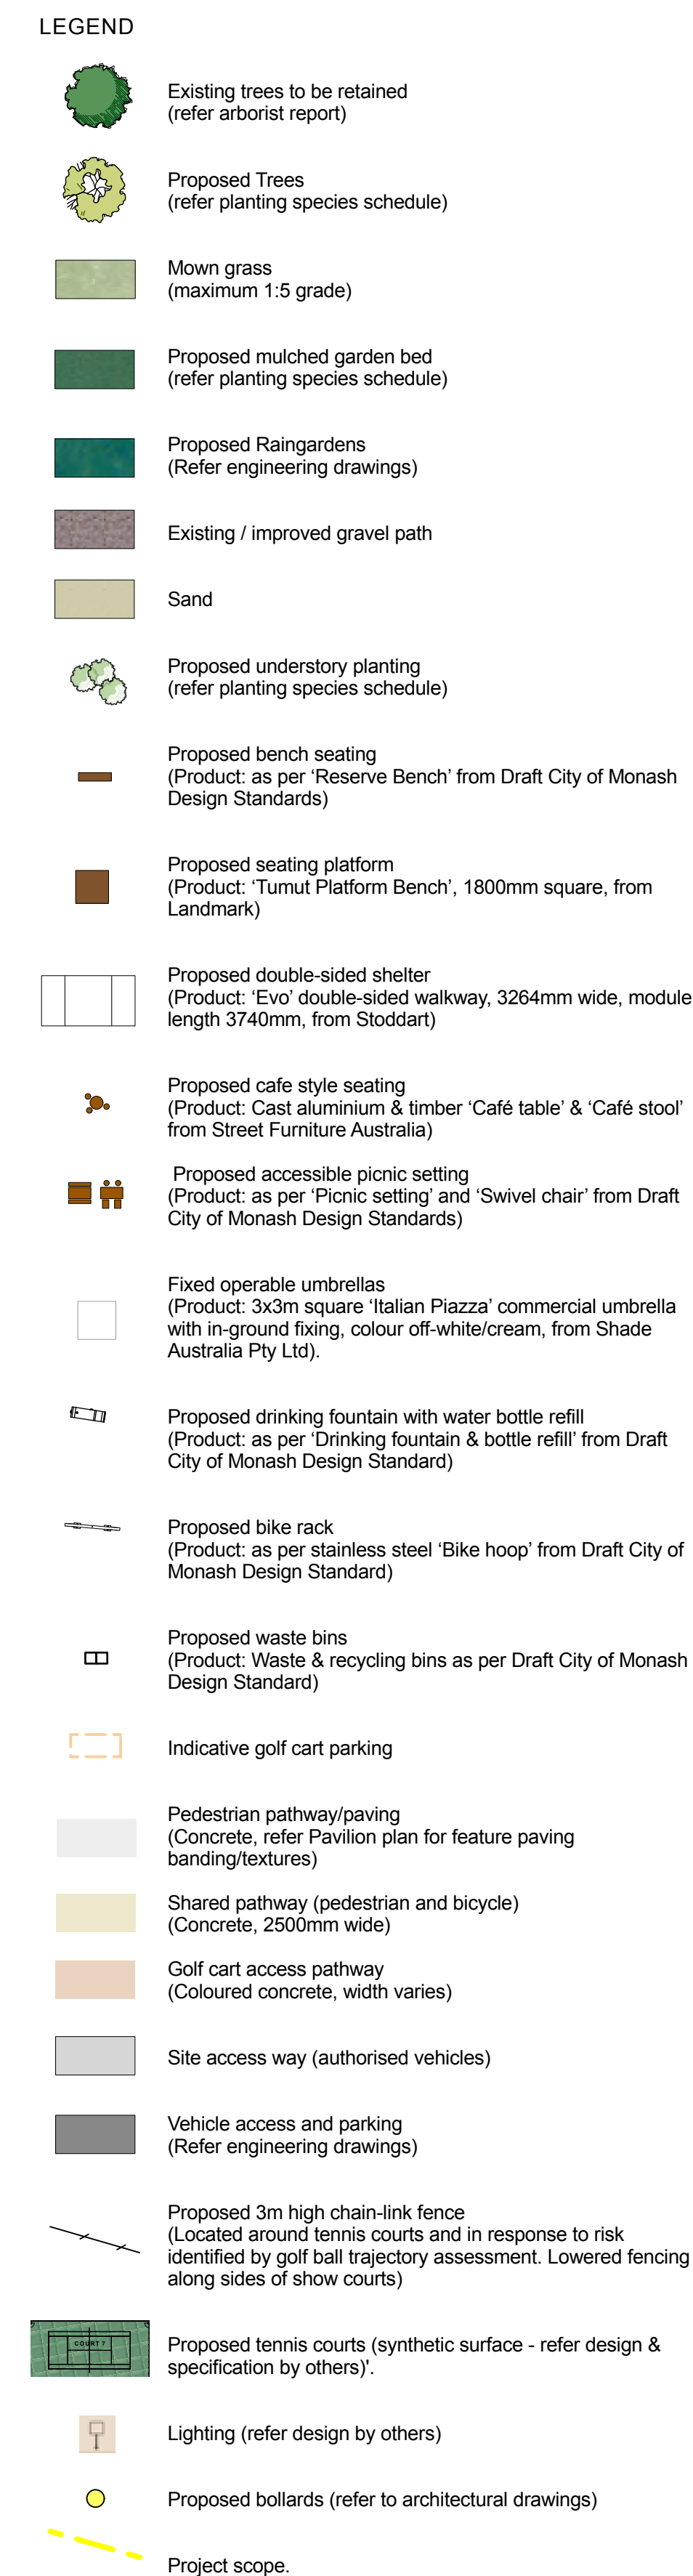 LEGEND
Existing trees to be retained
(refer arborist report)
Proposed Trees
(refer planting species schedule)
Mown grass
(maximum 1:5 grade)
Proposed mulched garden bed
(refer planting species schedule)
Proposed Raingardens
(Refer engineering drawings)
Existing / improved gravel path
Sand
Proposed understory planting
(refer planting species schedule)
Proposed bench seating
(Product: as per ‘Reserve Bench’ from Draft City of Monash
Design Standards)
Proposed seating platform
(Product: ‘Tumut Platform Bench’, 1800mm square, from
Landmark)
Proposed double-sided shelter
(Product: ‘Evo’ double-sided walkway, 3264mm wide, module
length 3740mm, from Stoddart)
Proposed cafe style seating
(Product: Cast aluminium & timber ‘Café table’ & ‘Café stool’
from Street Furniture Australia)
Proposed accessible picnic setting
(Product: as per ‘Picnic setting’ and ‘Swivel chair’ from Draft
City of Monash Design Standards)
Fixed operable umbrellas
(Product: 3x3m square ‘Italian Piazza’ commercial umbrella
with in-ground fixing, colour off-white/cream, from Shade
Australia Pty Ltd).
Proposed drinking fountain with water bottle refill
(Product: as per ‘Drinking fountain & bottle refill’ from Draft
City of Monash Design Standard)
Proposed bike rack
(Product: as per stainless steel ‘Bike hoop’ from Draft City of
Monash Design Standard)
Proposed waste bins
(Product: Waste & recycling bins as per Draft City of Monash
Design Standard)
Indicative golf cart parking
Pedestrian pathway/paving
(Concrete, refer Pavilion plan for feature paving
banding/textures)
Shared pathway (pedestrian and bicycle)
(Concrete, 2500mm wide)
Golf cart access pathway
(Coloured concrete, width varies)
Site access way (authorised vehicles)
Vehicle access and parking
(Refer engineering drawings)
Proposed 3m high chain-link fence
(Located around tennis courts and in response to risk
identified by golf ball trajectory assessment. Lowered fencing
along sides of show courts)
COURT 7
Proposed tennis courts (synthetic surface - refer design &
specification by others)'.
Lighting (refer design by others)
Proposed bollards (refer to architectural drawings)
Project scope.